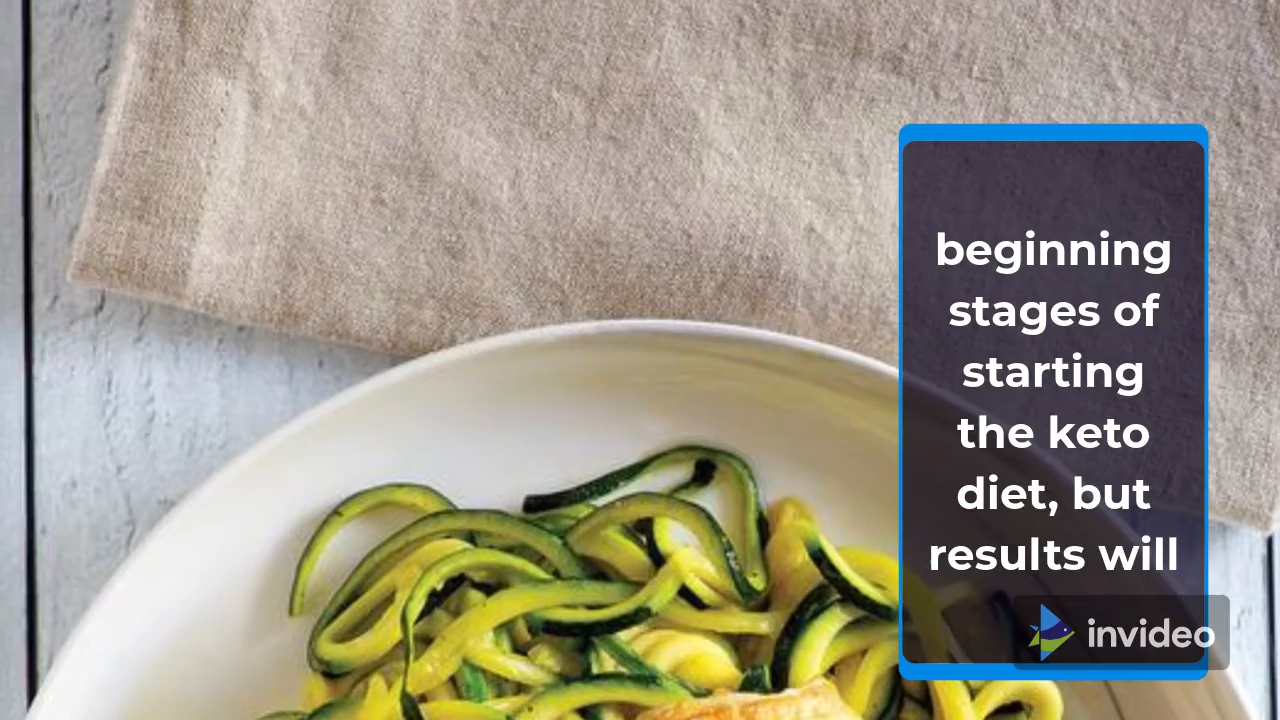 beginning
stages of
starting
the keto
diet, but
results will
invideo